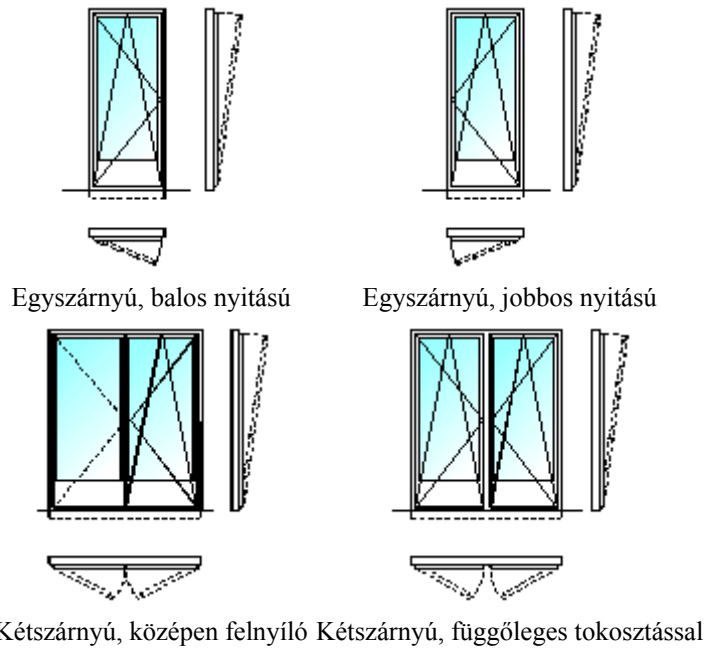 Egyszárnyú, balos nyitású
Egyszárnyú, jobbos nyitású
Kétszárnyú, középen felnyíló
Kétszárnyú, függőleges tokosztással